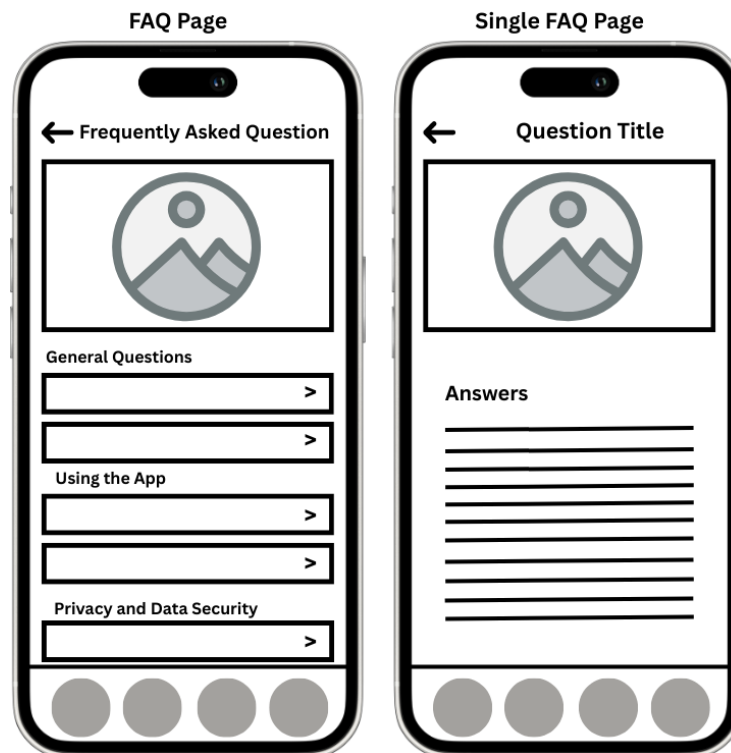 FAQ Page
Single FAQ Page
Frequently Asked Question
General Questions
>
>
Using the App
>
>
Privacy and Data Security
>
Question Title
Answers